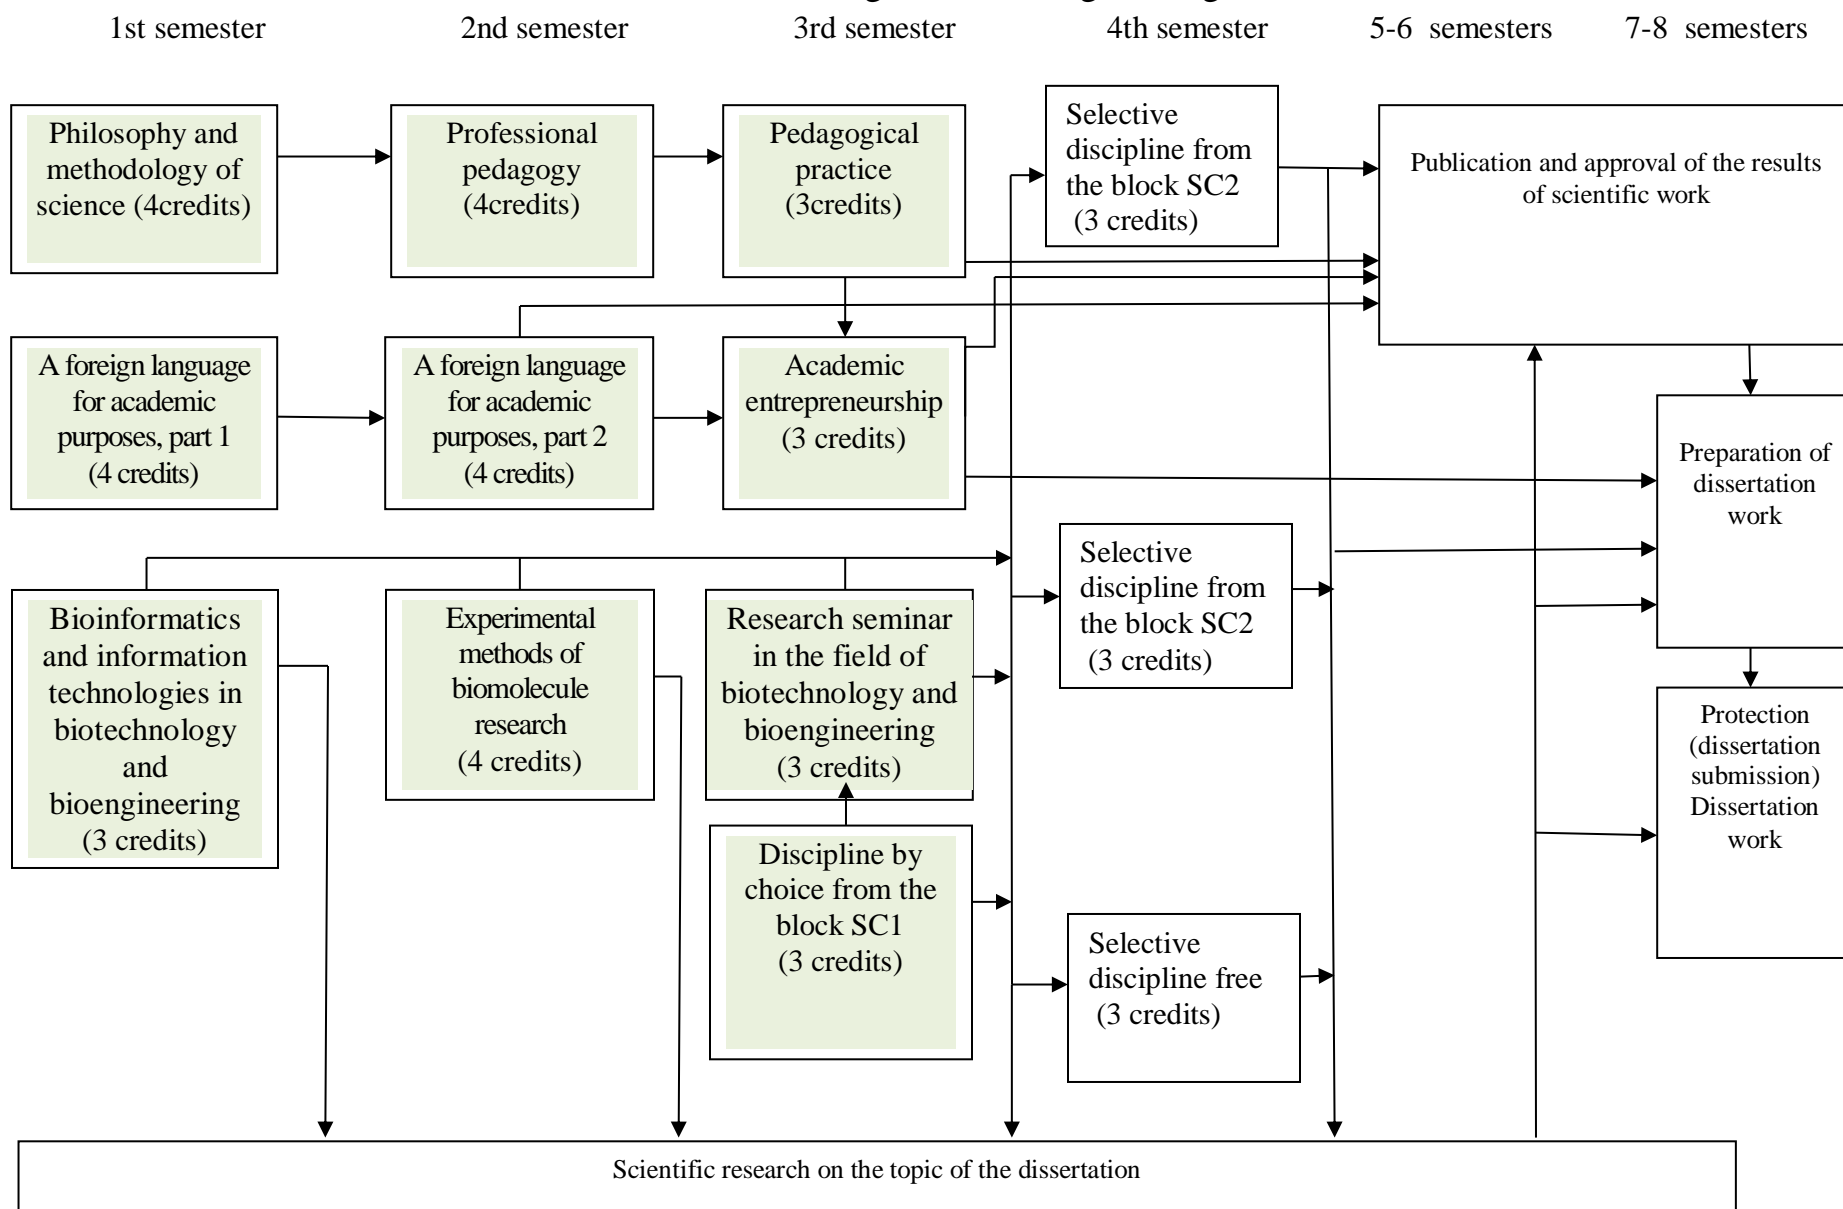 1st semester
2nd semester
3rd semester
4th semester
5-6 semesters
7-8 semesters
Philosophy and
methodology of
science (4credits)
Professional
pedagogy
(4credits)
Pedagogical
practice
(3credits)
Selective
discipline from
the block SC2
(3 credits)
Publication and approval of the results
of scientific work
A foreign language
for academic
purposes, part 1
(4 credits)
A foreign language
for academic
purposes, part 2
(4 credits)
Academic
entrepreneurship
(3 credits)
Preparation of
dissertation
work
Bioinformatics
and information
technologies in
biotechnology
and
bioengineering
(3 credits)
Experimental
methods of
biomolecule
research
(4 credits)
Research seminar
in the field of
biotechnology and
bioengineering
(3 credits)
Selective
discipline from
the block SC2
(3 credits)
Protection
(dissertation
submission)
Dissertation
work
Discipline by
choice from the
block SC1
(3 credits)
Selective
discipline free
(3 credits)
Scientific research on the topic of the dissertation